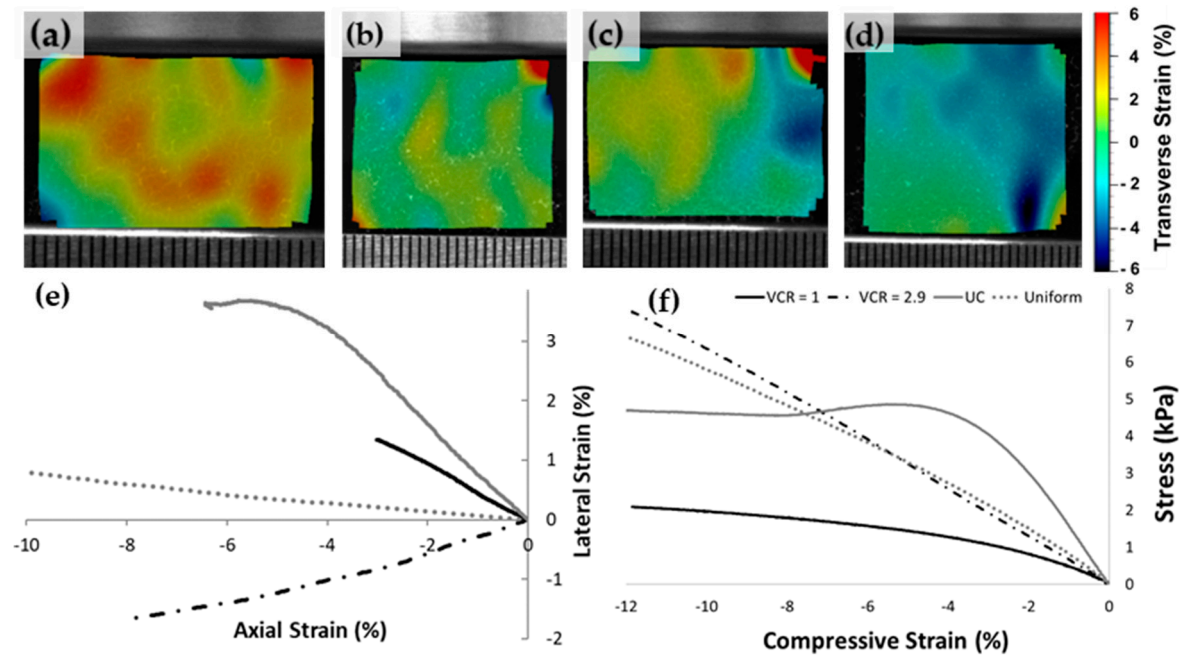 (a)
(b)
(c)
(d)
6
4
2
0
- 2
- 4
- 6
Transverse Strain (%)
(e)
3
2
1
0
-1
-2
-10
-8
-6
-4
-2
0
Lateral Strain (%)
Axial Strain (%)
(f)
VCR = 1
VCR = 2.9
UC
Uniform
8
7
6
5
4
3
2
1
0
Stress (kPa)
-12
-10
-8
-6
-4
-2
0
Compressive Strain (%)